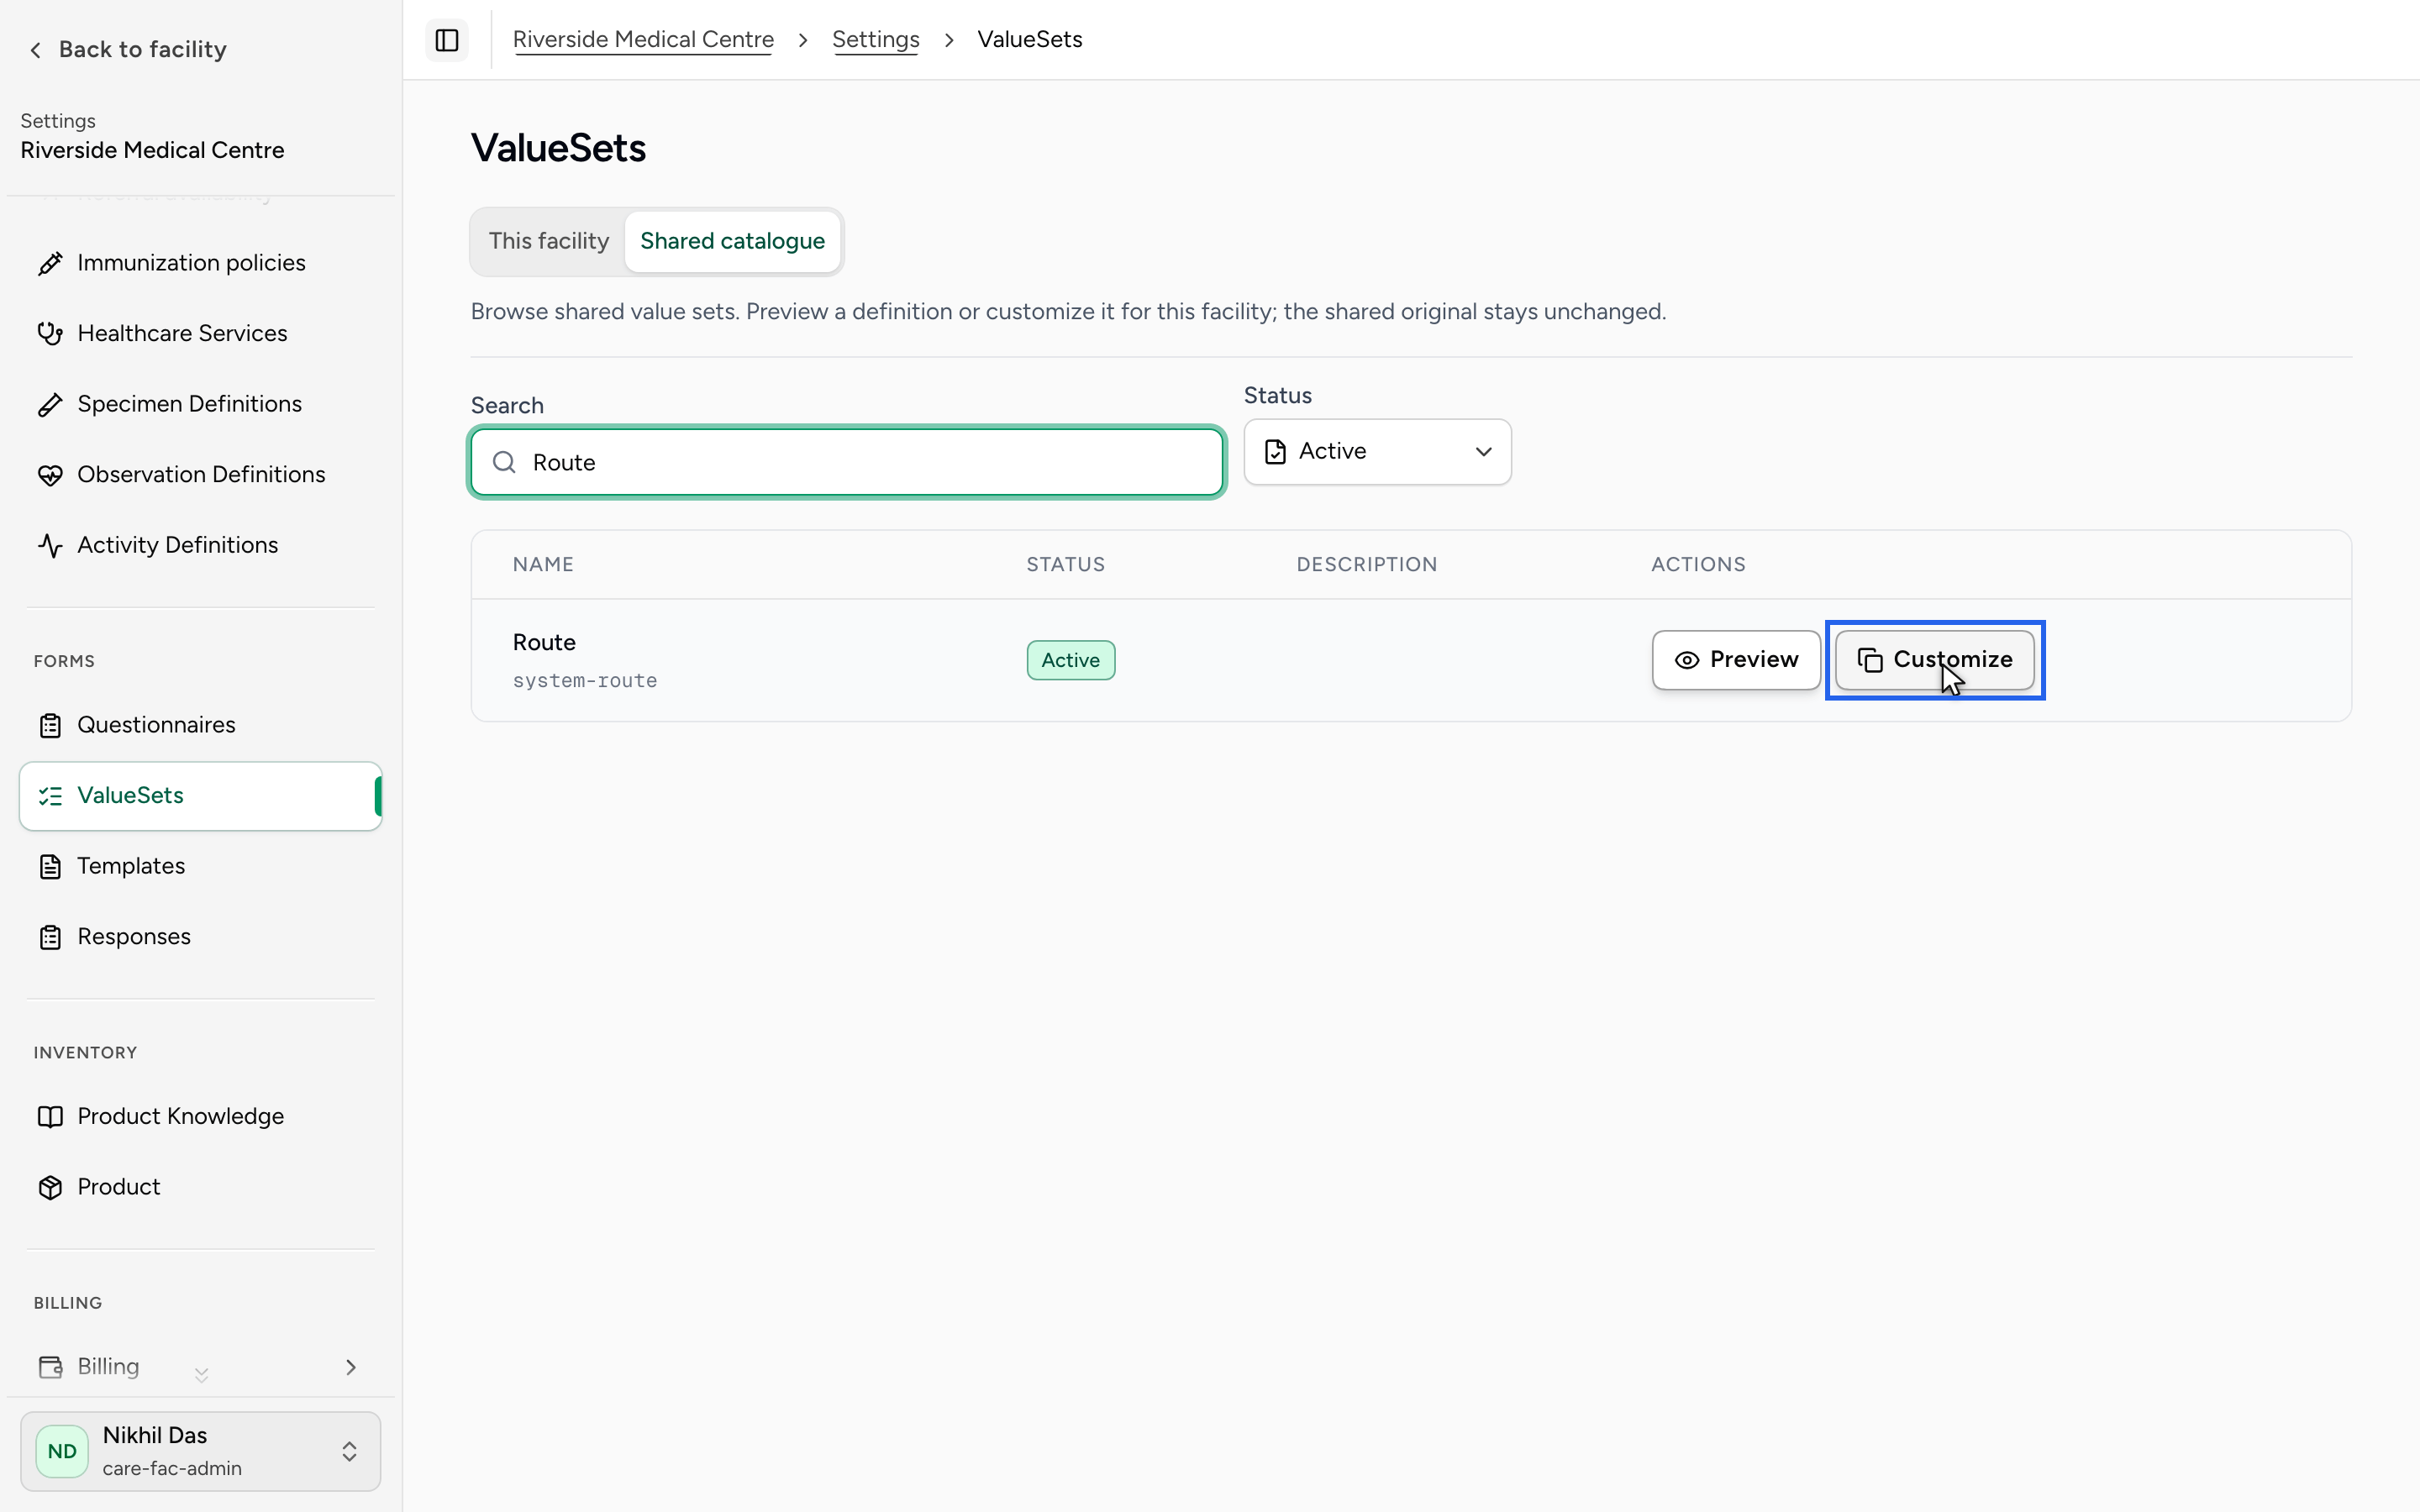 Back to facility
Settings
Riverside Medical Centre
Immunization policies
Healthcare Services
Specimen Definitions
Observation Definitions
Activity Definitions
FORMS
Questionnaires
ValueSets
Templates
Responses
INVENTORY
Product Knowledge
Product
BILLING
Billing
ND
Nikhil Das
care-fac-admin
Riverside Medical Centre > Settings > ValueSets
ValueSets
This facility Shared catalogue
Browse shared value sets. Preview a definition or customize it for this facility; the shared original stays unchanged.
Search
Route
Status
Active
NAME STATUS DESCRIPTION ACTIONS
Route
system-route
Active
Preview Customize